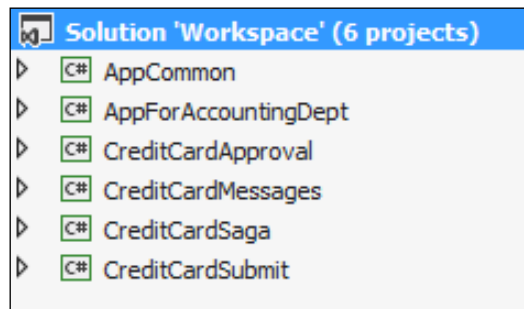 Solution 'Workspace' (6 projects)
C# AppCommon
C# AppForAccountingDept
C# CreditCardApproval
C# CreditCardMessages
C# CreditCardSaga
C# CreditCardSubmit